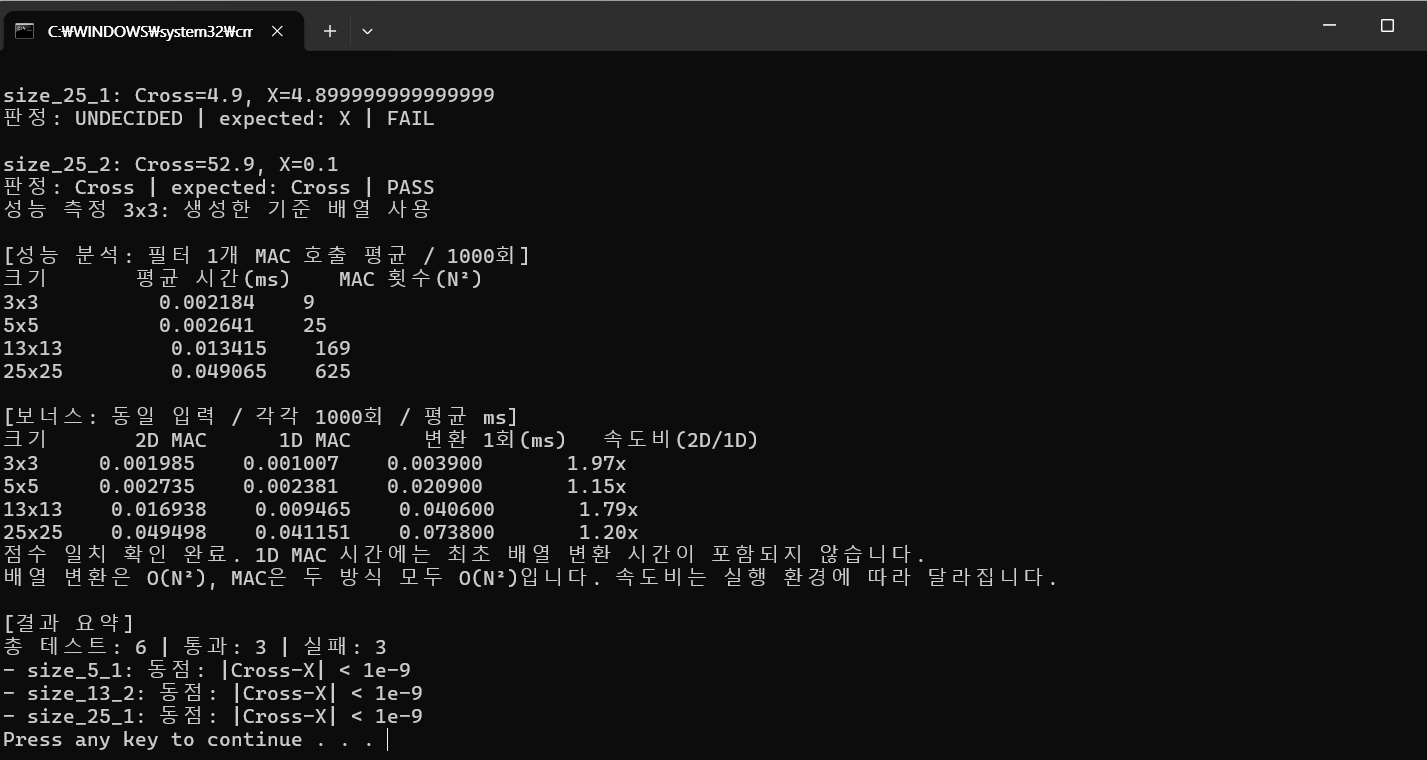 C:₩WINDOWS₩system32₩cm
size_25_1: Cross=4.9, X=4.899999999999999
판정: UNDECIDED | expected: X | FAIL
size_25_2: Cross=52.9, X=0.1
판정: Cross | expected: Cross | PASS
성능 측정 3x3: 생성한 기준 배열 사용
[성능 분석: 필터 1개 MAC 호출 평균 / 1000회]
크기 평균 시간(ms) MAC 횟수(N²)
3x3 0.002184 9
5x5 0.002641 25
13x13 0.013415 169
25x25 0.049065 625
[보너스: 동일 입력 / 각각 1000회 / 평균 ms]
크기 2D MAC 1D MAC 변환 1회(ms) 속도비(2D/1D)
3x3 0.001985 0.001007 0.003900 1.97x
5x5 0.002735 0.002381 0.020900 1.15x
13x13 0.016938 0.009465 0.040600 1.79x
25x25 0.049498 0.041151 0.073800 1.20x
점수 일치 확인 완료. 1D MAC 시간에는 최초 배열 변환 시간이 포함되지 않습니다.
배열 변환은 O(N²), MAC은 두 방식 모두 O(N²)입니다. 속도비는 실행 환경에 따라 달라집니다.
[결과 요약]
총 테스트: 6 | 통과: 3 | 실패: 3
- size_5_1: 동점: |Cross-X| < 1e-9
- size_13_2: 동점: |Cross-X| < 1e-9
- size_25_1: 동점: |Cross-X| < 1e-9
Press any key to continue . . .